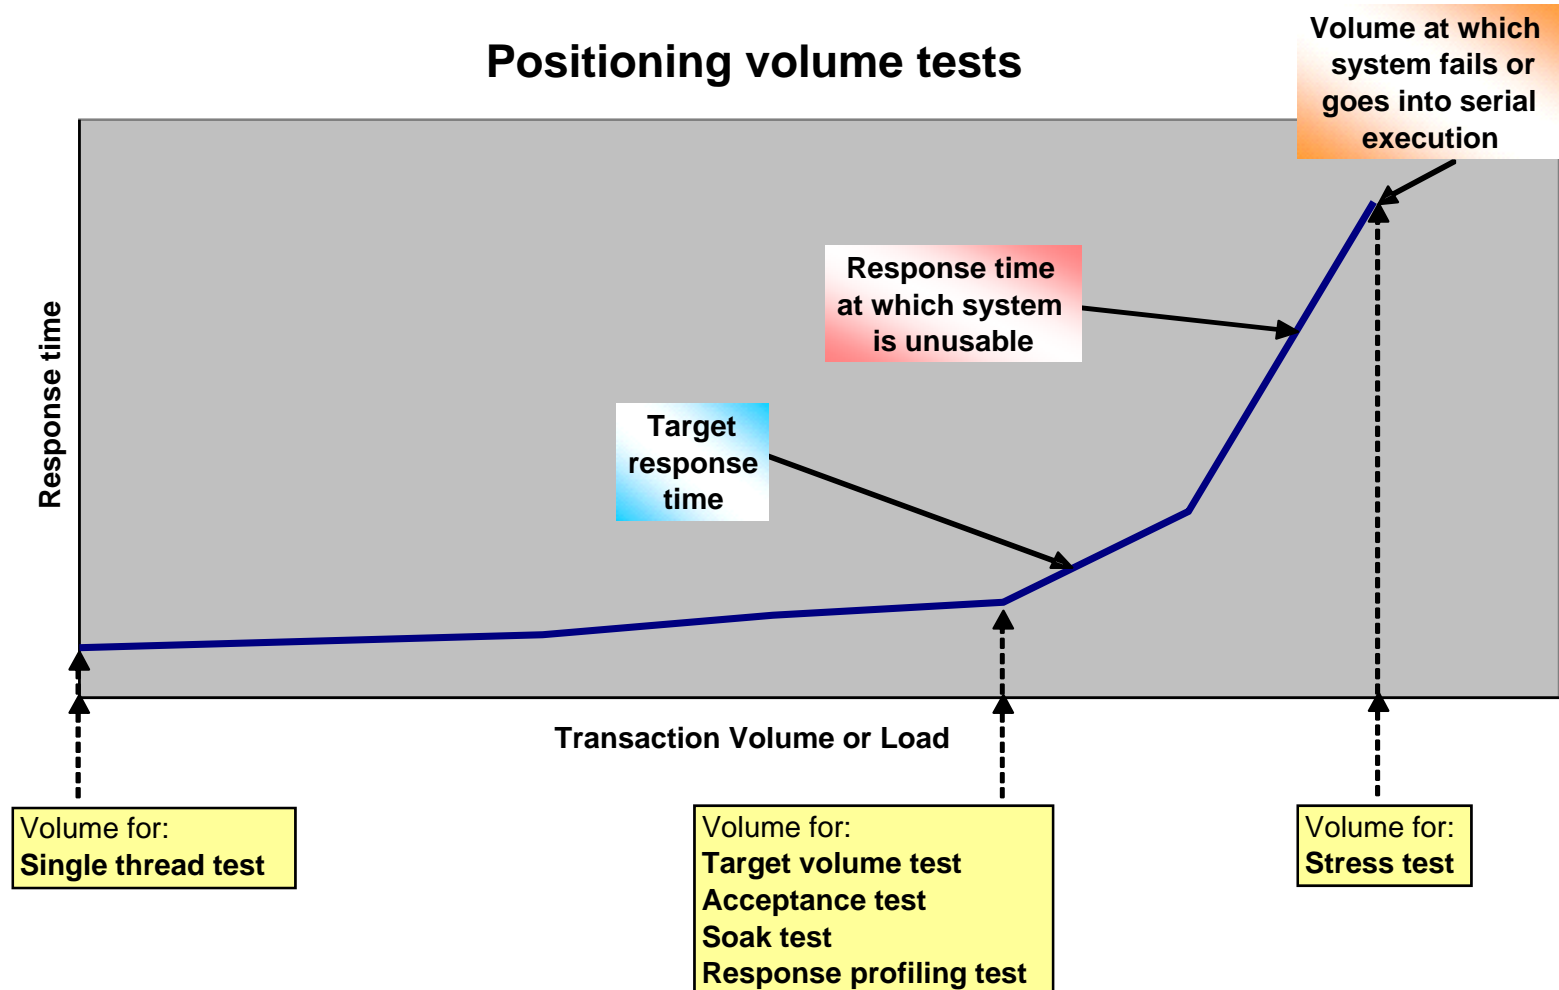 Positioning volume tests
Volume at which
system fails or
goes into serial
execution
Response time
at which system
is unusable
Target
response
time
Response time
Transaction Volume or Load
Volume for:
Single thread test
Volume for:
Target volume test
Acceptance test
Soak test
Response profiling test
Volume for:
Stress test